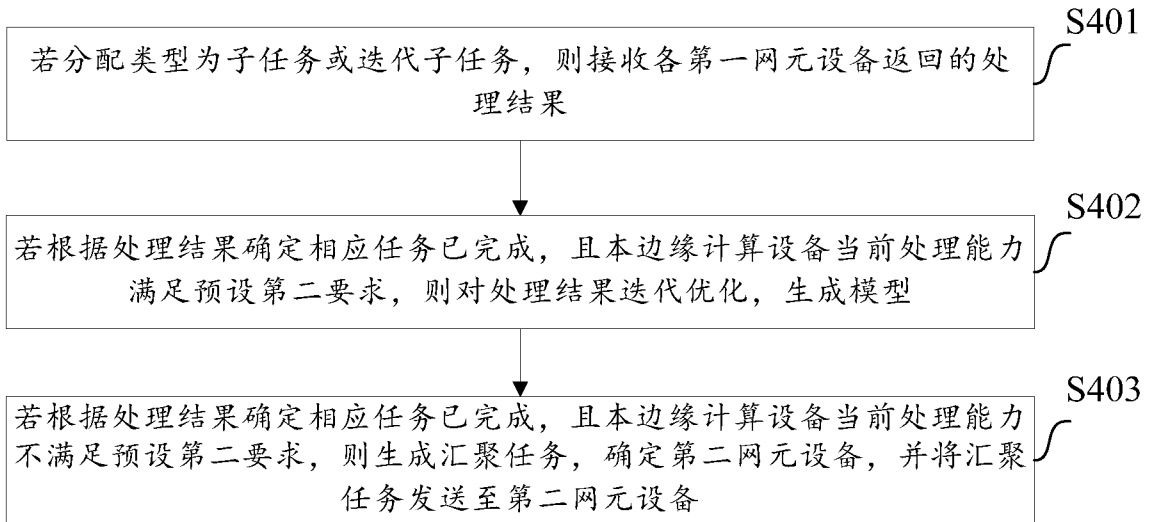 S401
若分配类型为子任务或迭代子任务，则接收各第一网元设备返回的处
理结果
S402
若根据处理结果确定相应任务已完成，且本边缘计算设备当前处理能力
满足预设第二要求，则对处理结果迭代优化，生成模型
S403
若根据处理结果确定相应任务已完成，且本边缘计算设备当前处理能力
不满足预设第二要求，则生成汇聚任务，确定第二网元设备，并将汇聚
任务发送至第二网元设备